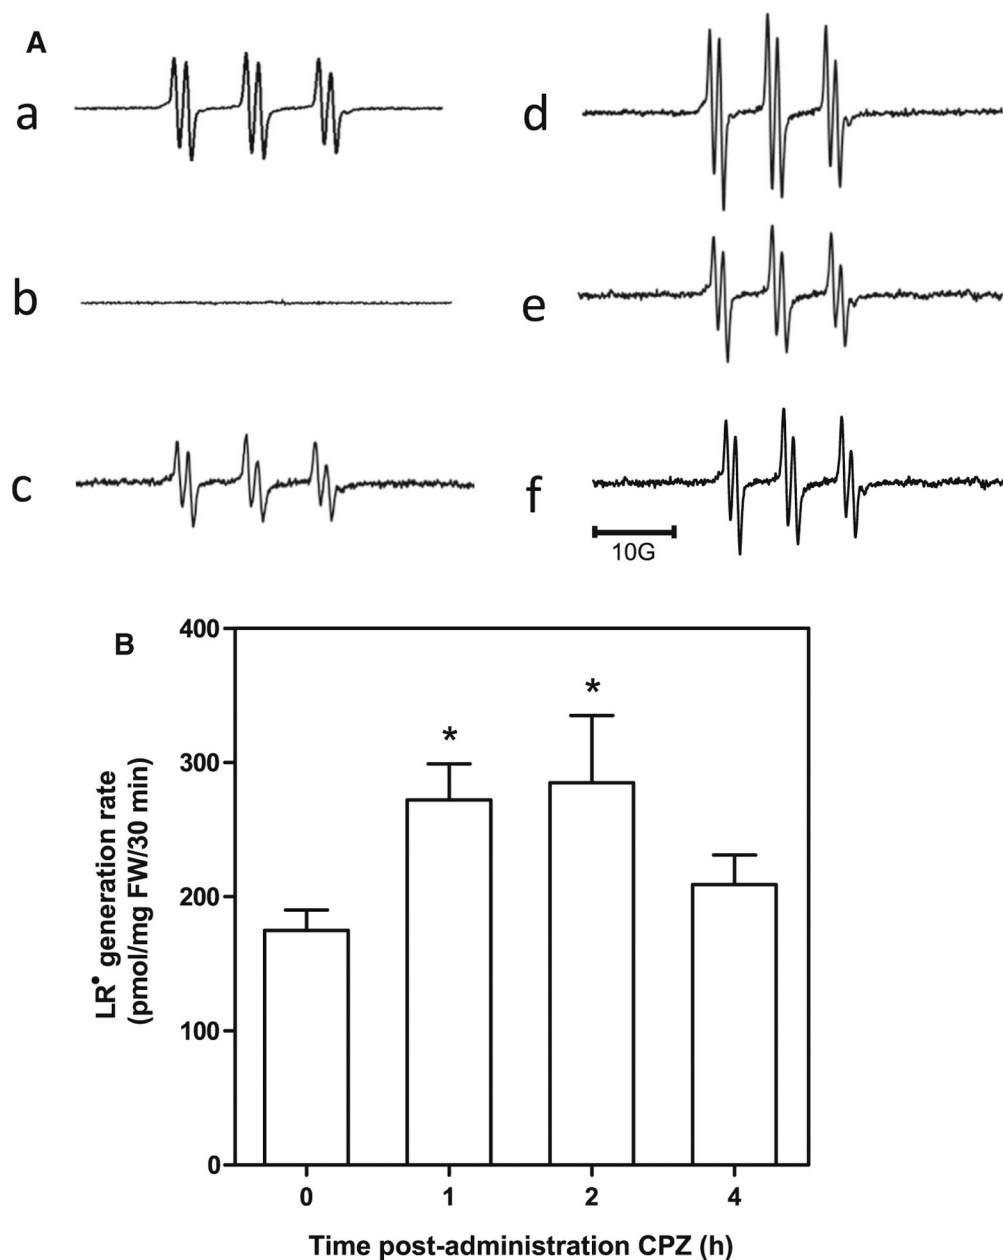 A
a
d
b
e
c
f
10G
B
400
300
200
100
0
* *
LR• generation rate
(pmol/mg FW/30 min)
0 1 2 4
Time post-administration CPZ (h)